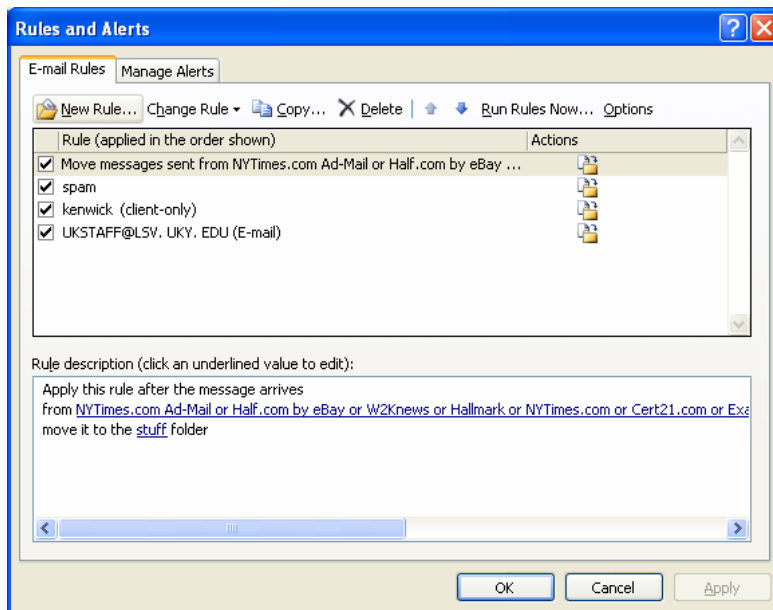 Rules and Alerts
E-mail Rules Manage Alerts
New Rule... Change Rule Copy... Delete Run Rules Now... Options
Rule (applied in the order shown) Actions
Move messages sent from NYTimes.com Ad-Mail or Half.com by eBay ...
spam
kenwick (client-only)
UKSTAFF@LSV. UKY. EDU (E-mail)
Rule description (click an underlined value to edit):
Apply this rule after the message arrives
from NYTimes.com Ad-Mail or Half.com by eBay or W2Knews or Hallmark or NYTimes.com or Cert21.com or Exa
move it to the stuff folder
OK Cancel Apply